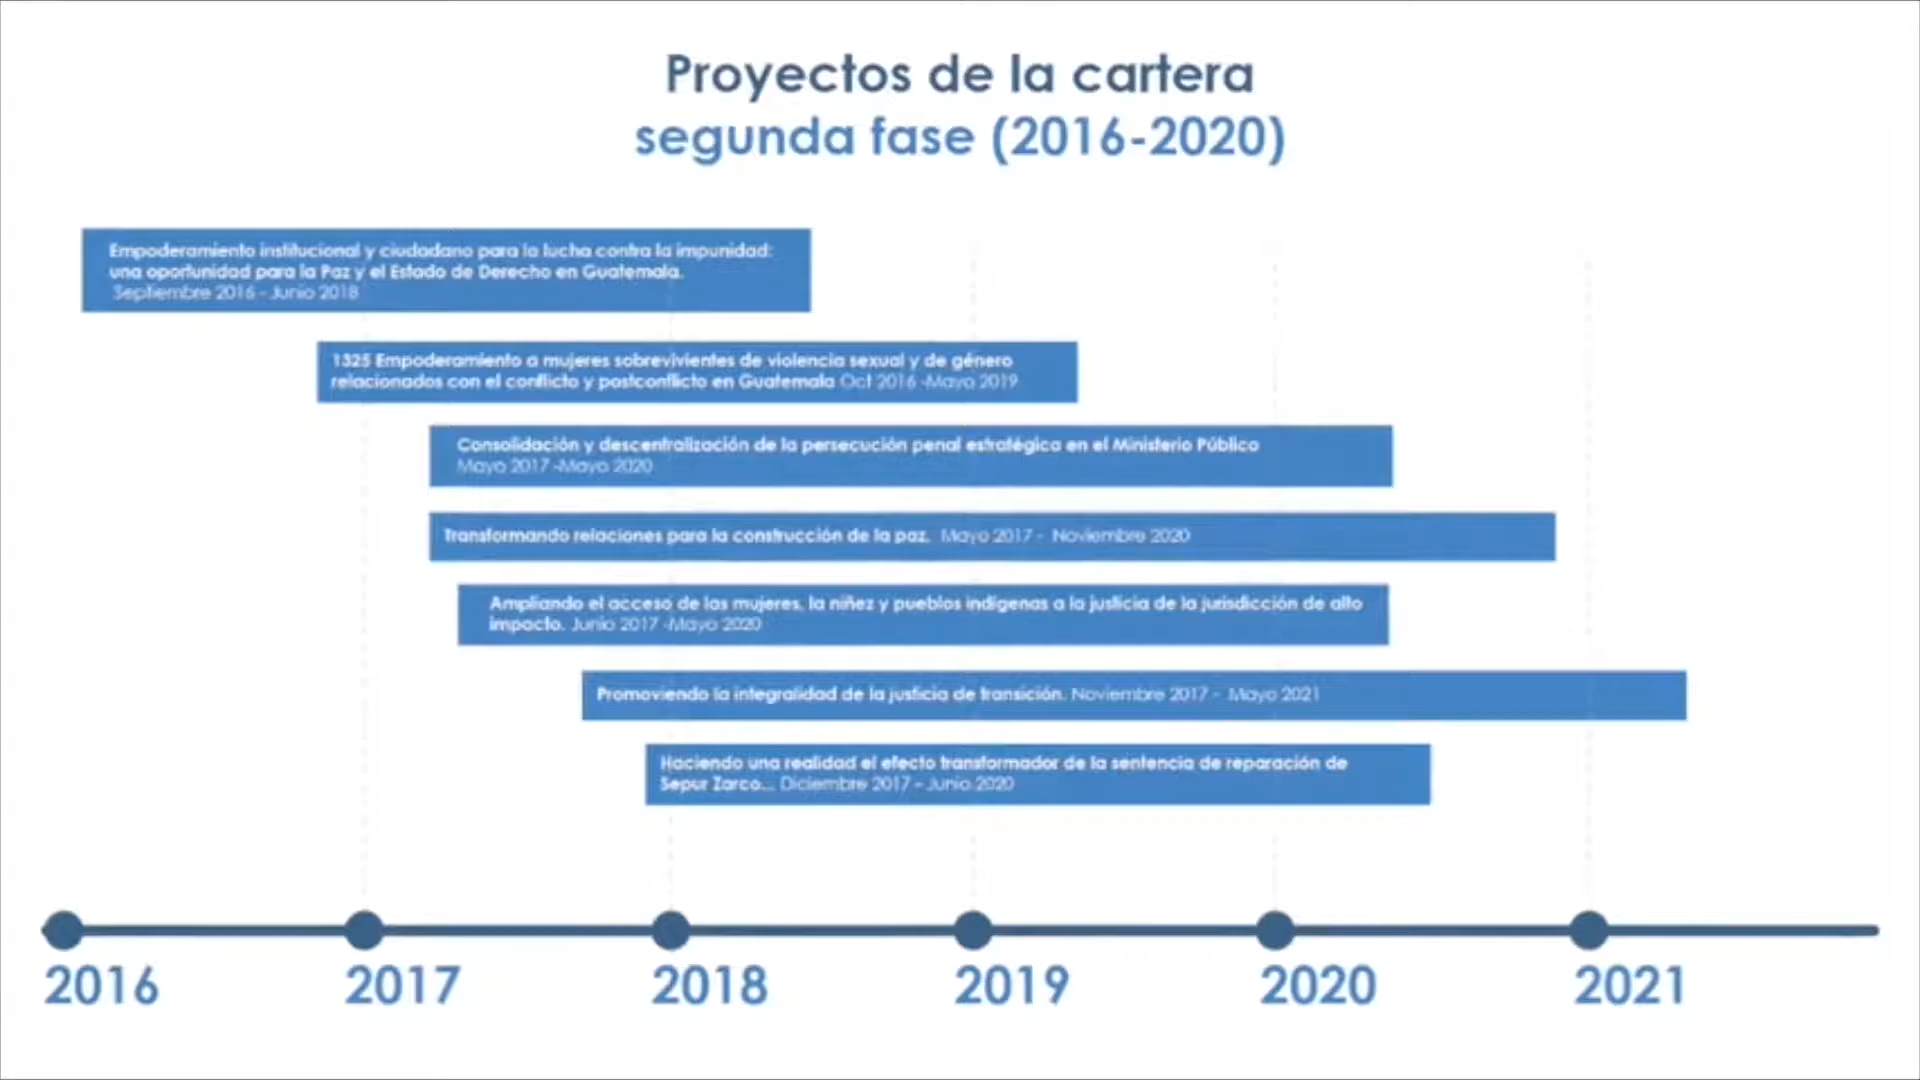 Proyectos de la cartera
segunda fase (2016-2020)
Empoderamiento institucional y ciudadano para la lucha contra la impunidad:
una oportunidad para la Paz y el Estado de Derecho en Guatemala.
Septiembre 2016 - Junio 2018
1325 Empoderamiento a mujeres sobrevivientes de violencia sexual y de género
relacionados con el conflicto y postconflicto en Guatemala Oct 2016 -Mayo 2019
Consolidación y descentralización de la persecución penal estratégica en el Ministerio Público
Mayo 2017 -Mayo 2020
Transformando relaciones para la construcción de la paz. Mayo 2017 - Noviembre 2020
Ampliando el acceso de las mujeres, la niñez y pueblos indígenas a la justicia de la jurisdicción de alto
impacto. Junio 2017 -Mayo 2020
Promoviendo la integralidad de la justicia de transición. Noviembre 2017 - Mayo 2021
Haciendo una realidad el efecto transformador de la sentencia de reparación de
Sepur Zarco... Diciembre 2017 - Junio 2020
2016 2017 2018 2019 2020 2021